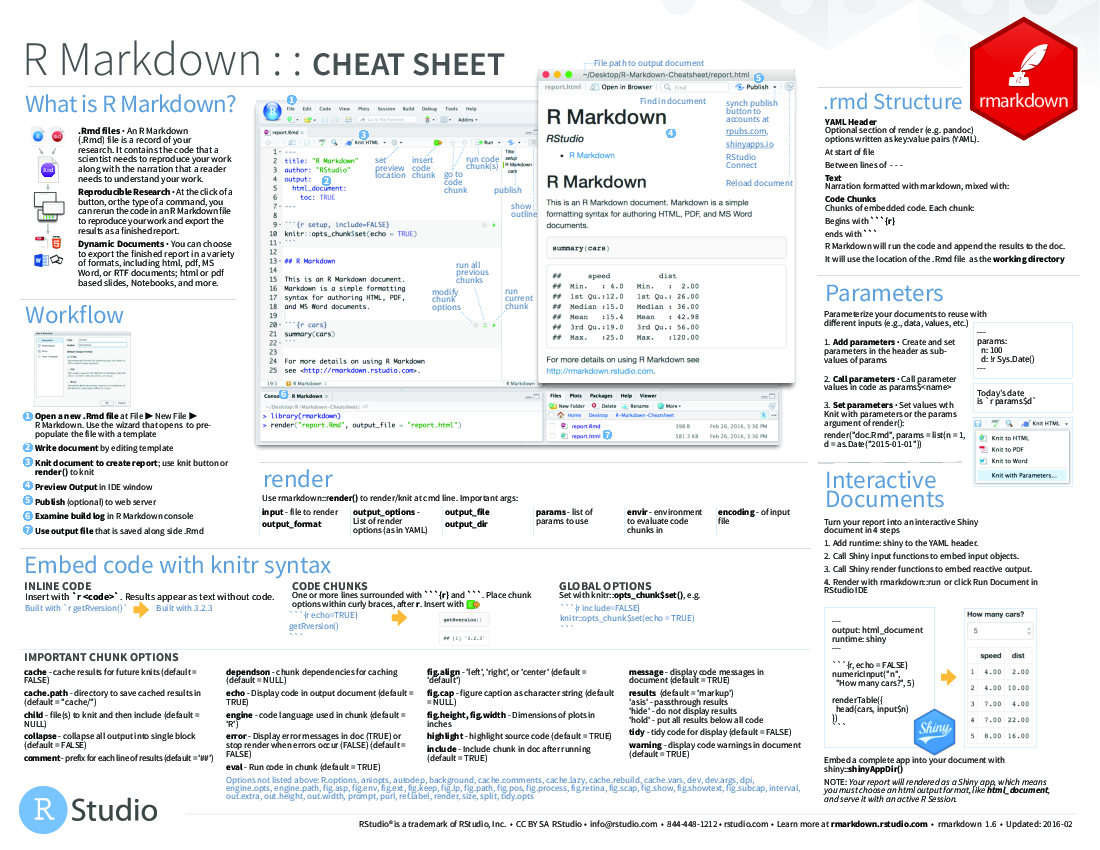 R Markdown : : CHEAT SHEET
rmarkdown
What is R Markdown?
.Rmd files • An R Markdown
(.Rmd) file is a record of your
research. It contains the code that a
scientist needs to reproduce your work
along with the narration that a reader
needs to understand your work.
Reproducible Research • At the click of a
button, or the type of a command, you
can rerun the code in an R Markdown file
to reproduce your work and export the
results as a finished report.
Dynamic Documents • You can choose
to export the finished report in a variety
of formats, including html, pdf, MS
Word, or RTF documents; html or pdf
based slides, Notebooks, and more.
Workflow
1 Open a new .Rmd file at File ▶ New File ▶
R Markdown. Use the wizard that opens to pre-
populate the file with a template
2 Write document by editing template
3 Knit document to create report; use knit button or
render() to knit
4 Preview Output in IDE window
5 Publish (optional) to web server
6 Examine build log in R Markdown console
7 Use output file that is saved along side .Rmd
1
File Edit Code View Plots Session Build Debug Tools Help
Go to file/function
Addins
report.Rmd
3
Knit HTML
1 ---
2 title: "R Markdown"
3 author: "RStudio"
4 output:
2
5 html_document:
6 toc: TRUE
7 ---
8
9 ```{r setup, include=FALSE}
10 knitr::opts_chunk$set(echo = TRUE)
11 ```
12
13 ## R Markdown
14
15 This is an R Markdown document.
16 Markdown is a simple formatting
17 syntax for authoring HTML, PDF,
18 and MS Word documents.
19
20 ```{r cars}
21 summary(cars)
22 ```
23
24 For more details on using R Markdown
25 see <http://rmarkdown.rstudio.com>.
19:1
R Markdown
R Markdown
set
preview
location
insert
code
chunk
go to
code
chunk
run code
chunk(s)
publish
show
outline
Title
setup
R Markdown
cars
run all
previous
chunks
modify
chunk
options
run
current
chunk
6
~/Desktop/R-Markdown-Cheatsheet/
> library(rmarkdown)
> render("report.Rmd", output_file = "report.html")
Files Plots Packages Help Viewer
New Folder Delete Rename More
Home Desktop R-Markdown-Cheatsheet
report.Rmd 398 B Feb 26, 2016, 3:36 PM
report.html 7 581.3 KB Feb 26, 2016, 3:36 PM
File path to output document
~/Desktop/R-Markdown-Cheatsheet/report.html
5
report.html Open in Browser Find Publish
Find in document
R Markdown
4
RStudio
• R Markdown
R Markdown
This is an R Markdown document. Markdown is a simple
formatting syntax for authoring HTML, PDF, and MS Word
documents.
summary(cars)
## speed dist
## Min. : 4.0 Min. : 2.00
## 1st Qu.:12.0 1st Qu.: 26.00
## Median :15.0 Median : 36.00
## Mean :15.4 Mean : 42.98
## 3rd Qu.:19.0 3rd Qu.: 56.00
## Max. :25.0 Max. :120.00
For more details on using R Markdown see
http://rmarkdown.rstudio.com.
synch publish
button to
accounts at
rpubs.com,
shinyapps.io
RStudio
Connect
Reload document
render
Use rmarkdown::render() to render/knit at cmd line. Important args:
input - file to render
output_format
output_options -
List of render
options (as in YAML)
output_file
output_dir
params - list of
params to use
envir - environment
to evaluate code
chunks in
encoding - of input
file
Embed code with knitr syntax
INLINE CODE
Insert with `r <code>`. Results appear as text without code.
Built with `r getRversion()` Built with 3.2.3
CODE CHUNKS
One or more lines surrounded with ```{r} and ```. Place chunk
options within curly braces, after r. Insert with
```{r echo=TRUE}
getRversion()
```
getRversion()
## [1] '3.2.3'
GLOBAL OPTIONS
Set with knitr::opts_chunk$set(), e.g.
```{r include=FALSE}
knitr::opts_chunk$set(echo = TRUE)
```
IMPORTANT CHUNK OPTIONS
cache - cache results for future knits (default =
FALSE)
cache.path - directory to save cached results in
(default = "cache/")
child - file(s) to knit and then include (default =
NULL)
collapse - collapse all output into single block
(default = FALSE)
comment - prefix for each line of results (default = '##')
dependson - chunk dependencies for caching
(default = NULL)
echo - Display code in output document (default =
TRUE)
engine - code language used in chunk (default =
'R')
error - Display error messages in doc (TRUE) or
stop render when errors occur (FALSE) (default =
FALSE)
eval - Run code in chunk (default = TRUE)
fig.align - 'left', 'right', or 'center' (default =
'default')
fig.cap - figure caption as character string (default
= NULL)
fig.height, fig.width - Dimensions of plots in
inches
highlight - highlight source code (default = TRUE)
include - Include chunk in doc after running
(default = TRUE)
message - display code messages in
document (default = TRUE)
results (default = 'markup')
'asis' - passthrough results
'hide' - do not display results
'hold' - put all results below all code
tidy - tidy code for display (default = FALSE)
warning - display code warnings in document
(default = TRUE)
Options not listed above: R.options, aniopts, autodep, background, cache.comments, cache.lazy, cache.rebuild, cache.vars, dev, dev.args, dpi,
engine.opts, engine.path, fig.asp, fig.env, fig.ext, fig.keep, fig.lp, fig.path, fig.pos, fig.process, fig.retina, fig.scap, fig.show, fig.showtext, fig.subcap, interval,
out.extra, out.height, out.width, prompt, purl, ref.label, render, size, split, tidy.opts
.rmd Structure
YAML Header
Optional section of render (e.g. pandoc)
options written as key:value pairs (YAML).
At start of file
Between lines of - - -
Text
Narration formatted with markdown, mixed with:
Code Chunks
Chunks of embedded code. Each chunk:
Begins with ```{r}
ends with ```
R Markdown will run the code and append the results to the doc.
It will use the location of the .Rmd file as the working directory
Parameters
Parameterize your documents to reuse with
different inputs (e.g., data, values, etc.)
1. Add parameters • Create and set
parameters in the header as sub-
values of params
2. Call parameters • Call parameter
values in code as params$<name>
3. Set parameters • Set values wth
Knit with parameters or the params
argument of render():
render("doc.Rmd", params = list(n = 1,
d = as.Date("2015-01-01"))
---
params:
n: 100
d: !r Sys.Date()
---
Today's date
is `r params$d`
Knit HTML
Knit to HTML
Knit to PDF
Knit to Word
Knit with Parameters...
Interactive
Documents
Turn your report into an interactive Shiny
document in 4 steps
1. Add runtime: shiny to the YAML header.
2. Call Shiny input functions to embed input objects.
3. Call Shiny render functions to embed reactive output.
4. Render with rmarkdown::run or click Run Document in
RStudio IDE
---
output: html_document
runtime: shiny
---
```{r, echo = FALSE}
numericInput("n",
"How many cars?", 5)
renderTable({
head(cars, input$n)
})
```
How many cars?
5
speed dist
1 4.00 2.00
2 4.00 10.00
3 7.00 4.00
4 7.00 22.00
5 8.00 16.00
Shiny
Embed a complete app into your document with
shiny::shinyAppDir()
NOTE: Your report will rendered as a Shiny app, which means
you must choose an html output format, like html_document,
and serve it with an active R Session.
R Studio
RStudio® is a trademark of RStudio, Inc. • CC BY SA RStudio • info@rstudio.com • 844-448-1212 • rstudio.com • Learn more at rmarkdown.rstudio.com • rmarkdown 1.6 • Updated: 2016-02